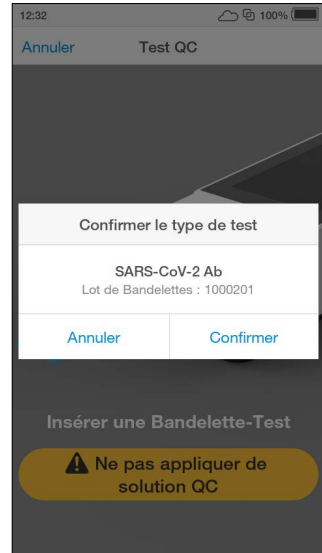 12:32 100%
Annuler Test QC
Confirmer le type de test
SARS-CoV-2 Ab
Lot de Bandelettes : 1000201
Annuler Confirmer
Insérer une Bandelette-Test
Ne pas appliquer de
solution QC